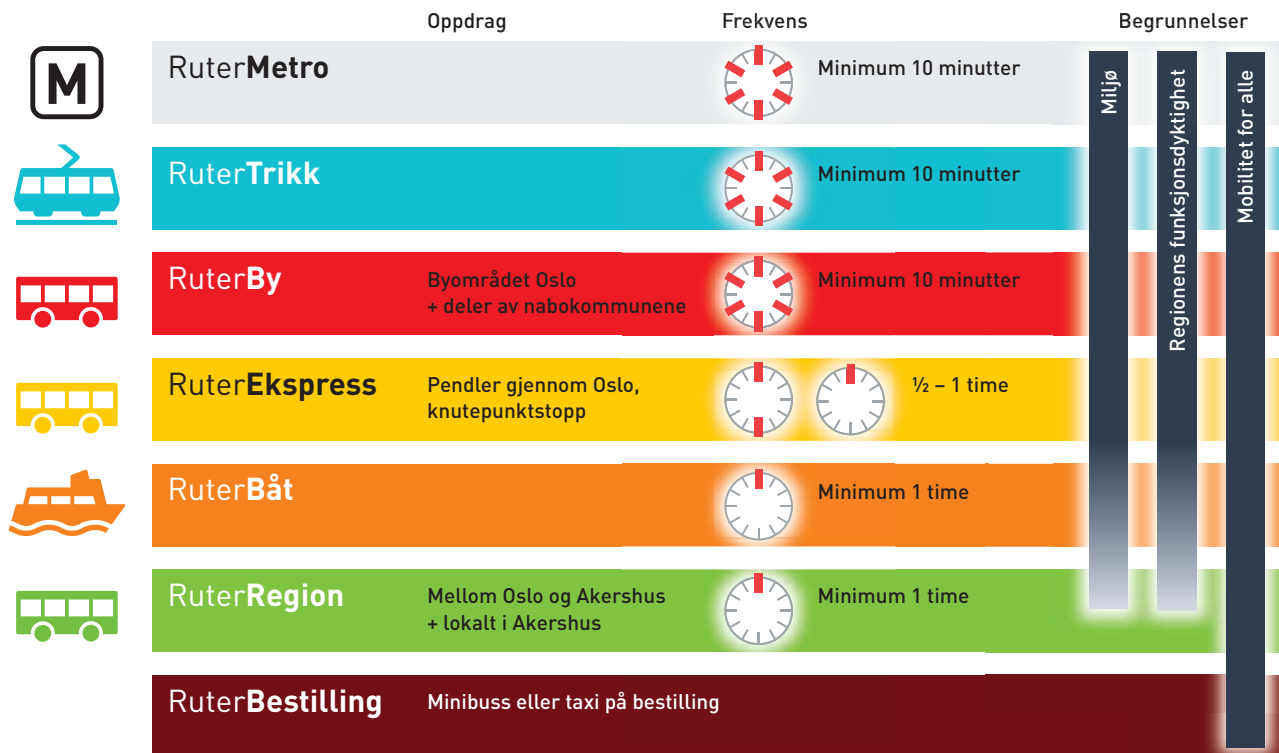 Oppdrag Frekvens Begrunnelser
M
RuterMetro Minimum 10 minutter
RuterTrikk Minimum 10 minutter
RuterBy Byområdet Oslo Minimum 10 minutter
+ deler av nabokommunene
RuterEkspress Pendler gjennom Oslo, ½ – 1 time
knutepunktstopp
RuterBåt Minimum 1 time
RuterRegion Mellom Oslo og Akershus Minimum 1 time
+ lokalt i Akershus
RuterBestilling Minibuss eller taxi på bestilling
Miljø
Regionens funksjonsdyktighet
Mobilitet for alle